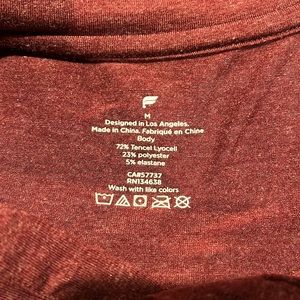 M
Designed in Los Angeles.
Made in China. Fabriqué en Chine
Body
72% Tencel Lyocell
23% polyester
5% elastane
CA#57737
RN134638
Wash with like colors